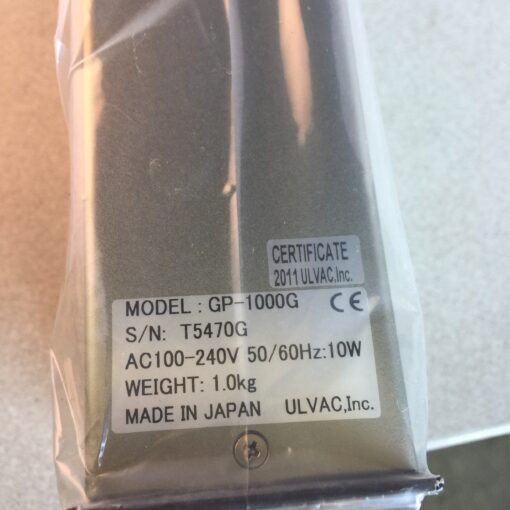 CERTIFICATE
2011 ULVAC,Inc.
MODEL : GP-1000G CE
S/N: T5470G
AC100-240V 50/60Hz:10W
WEIGHT: 1.0kg
MADE IN JAPAN ULVAC,Inc.